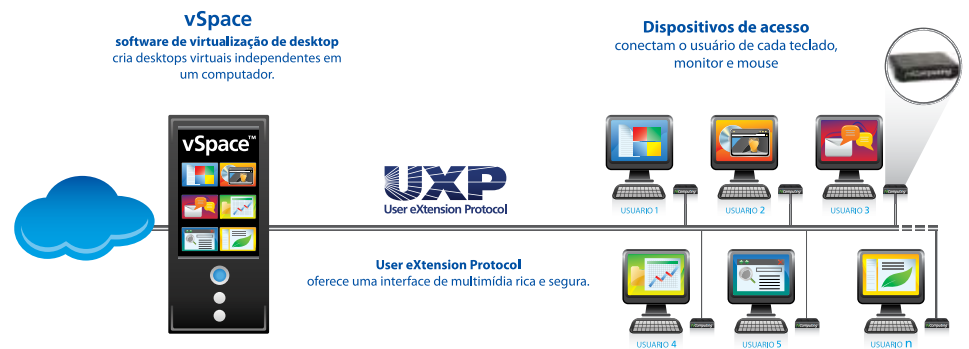 vSpace
software de virtualização de desktop
cria desktops virtuais independentes em
um computador.
Dispositivos de acesso
conectam o usuário de cada teclado,
monitor e mouse
vSpace™
UXP
User eXtension Protocol
User eXtension Protocol
oferece uma interface de multimídia rica e segura.
USUARIO 1
USUARIO 2
USUARIO 3
USUARIO 4
USUARIO 5
USUARIO n